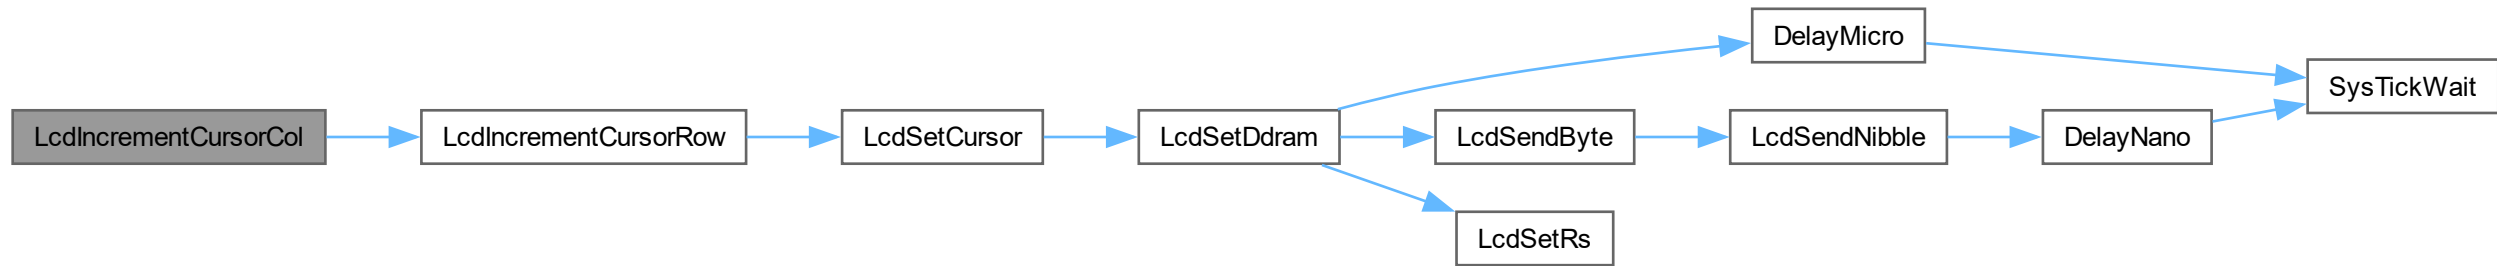 LcdIncrementCursorCol
LcdIncrementCursorRow
LcdSetCursor
LcdSetDdram
DelayMicro
LcdSendByte
LcdSetRs
LcdSendNibble
DelayNano
SysTickWait